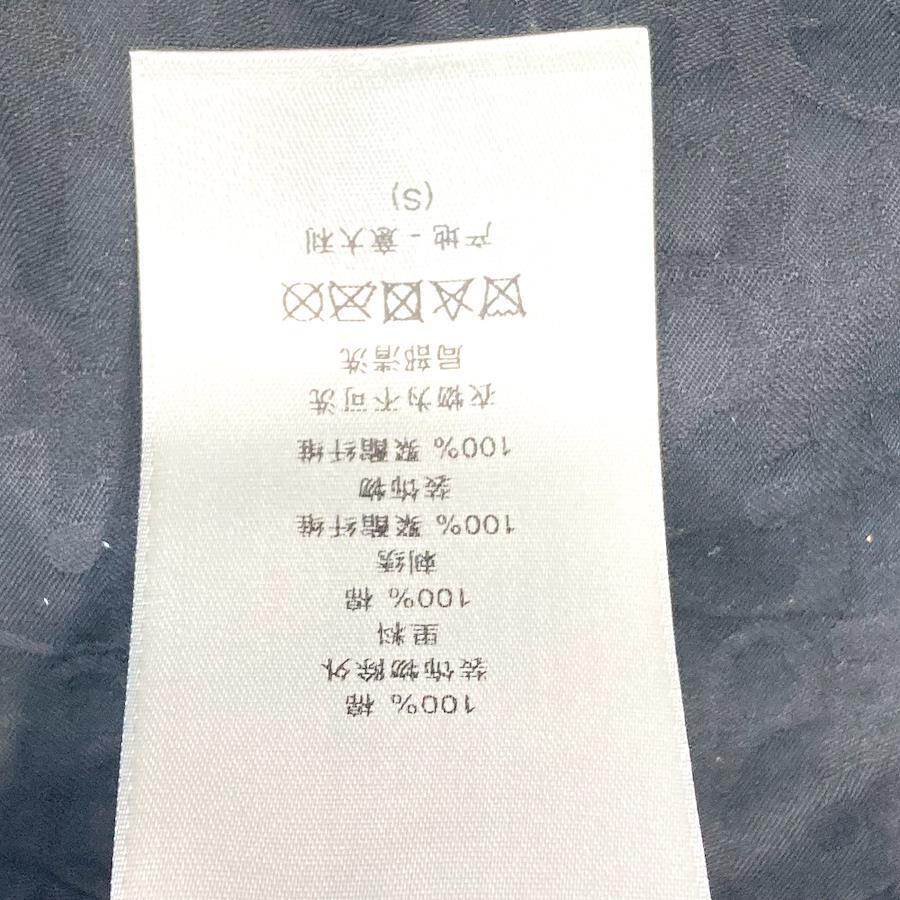 100% 棉
装饰物除外
里料
100% 棉
刺绣
100% 聚酯纤维
装饰物
100% 聚酯纤维
衣物为不可洗
局部清洗
产地 - 意大利
(S)